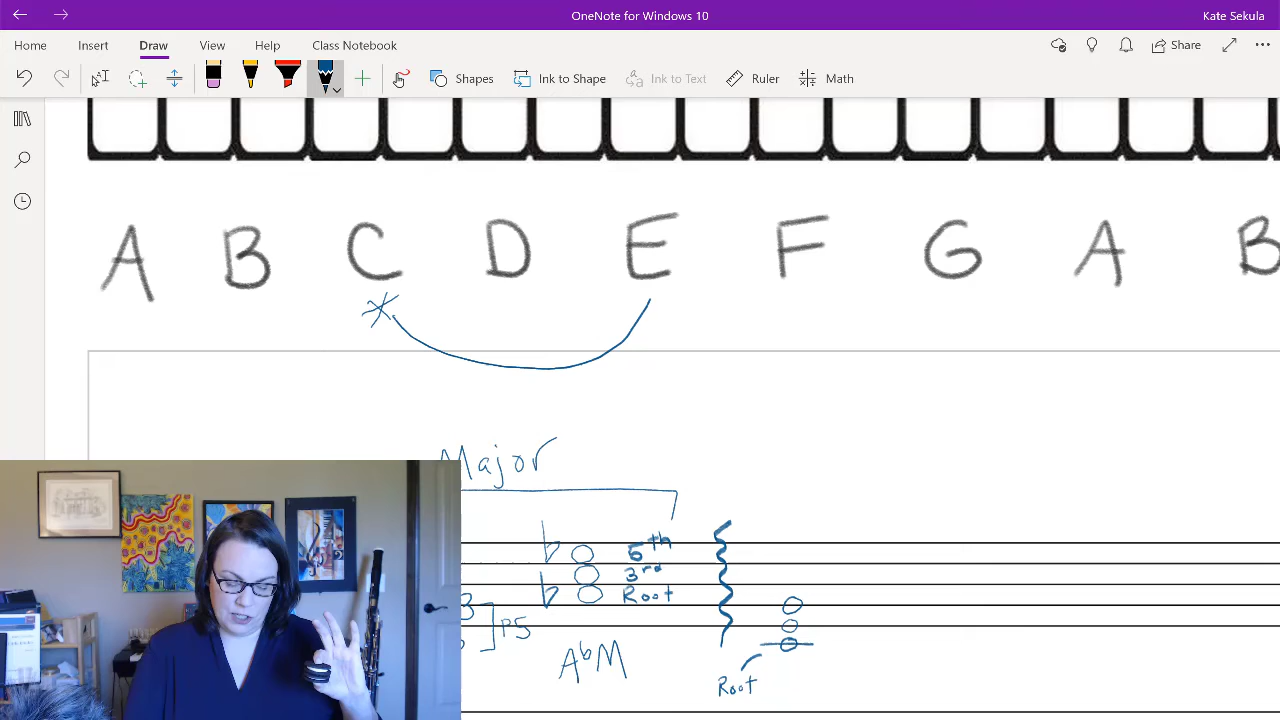 OneNote for Windows 10
Kate Sekula
Home Insert Draw View Help Class Notebook
Share
Shapes Ink to Shape Ink to Text Ruler Math
A B C D E F G A B
Major
♭ 5th
3rd
♭ Root
3
] P5
A♭M
Root